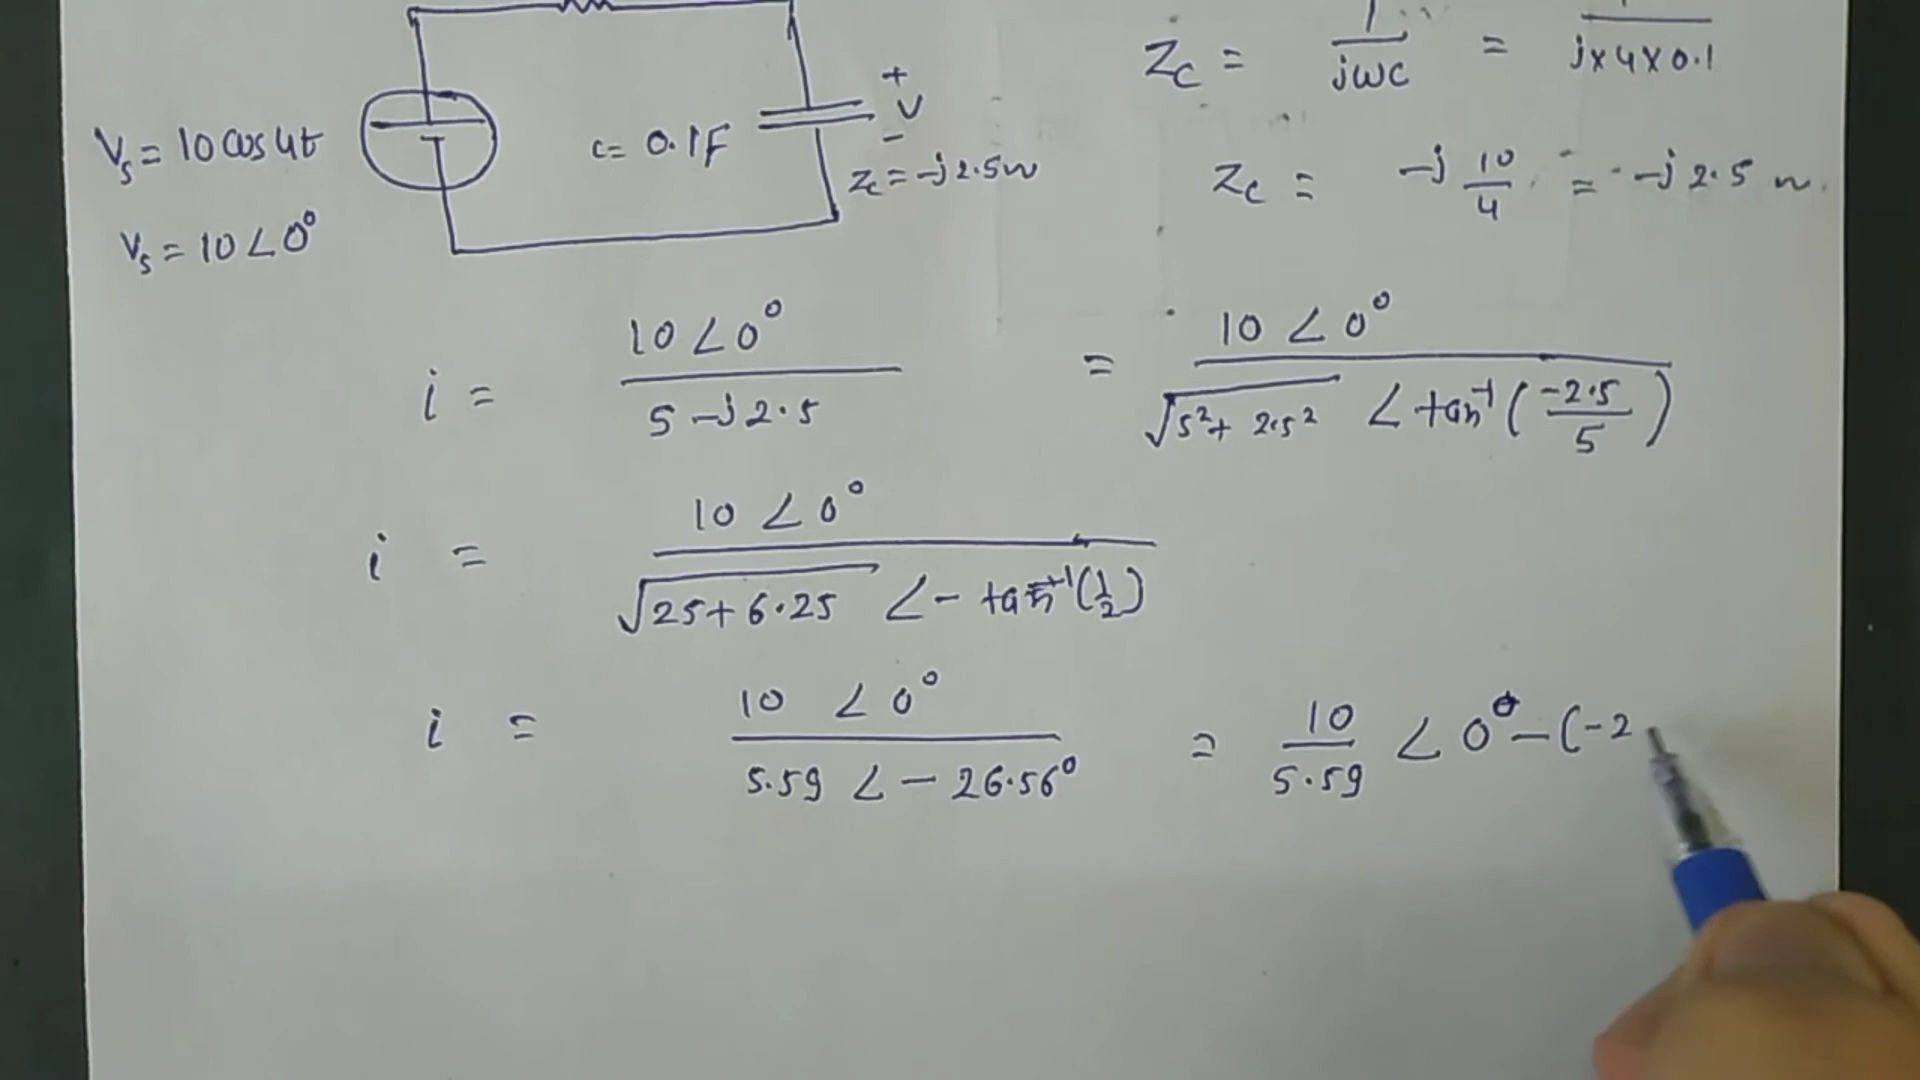 Zc = 1/jωC = 1/j×4×0.1
+
V
-
Vs = 10 cos 4t
C = 0.1F
Zc = -j2.5Ω
Zc = -j 10/4 = -j 2.5 Ω
Vs = 10∠0°
i = 10∠0° / 5-j2.5 = 10∠0° / √5²+2.5² ∠tan⁻¹(-2.5/5)
i = 10∠0° / √25+6.25 ∠-tan⁻¹(1/2)
i = 10∠0° / 5.59∠-26.56° = 10/5.59 ∠0°-(-2